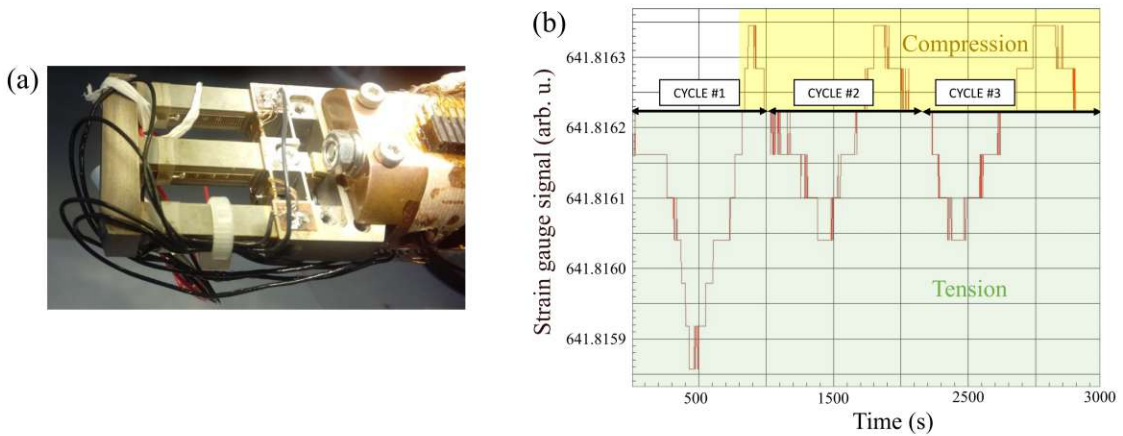 (a)
(b)
Strain gauge signal (arb. u.)
641.8163
641.8162
641.8161
641.8160
641.8159
Compression
CYCLE #1
CYCLE #2
CYCLE #3
Tension
500
1500
2500
3000
Time (s)